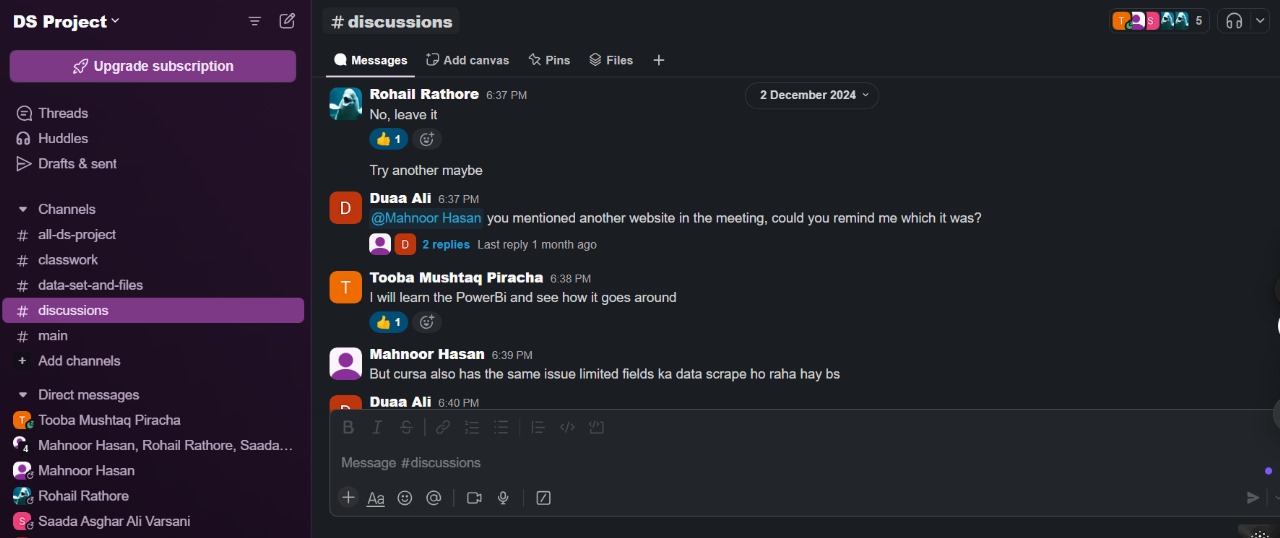 DS Project
Upgrade subscription
Threads
Huddles
Drafts & sent
Channels
# all-ds-project
# classwork
# data-set-and-files
# discussions
# main
+ Add channels
Direct messages
T Tooba Mushtaq Piracha
4 Mahnoor Hasan, Rohail Rathore, Saada...
Mahnoor Hasan
Rohail Rathore
S Saada Asghar Ali Varsani
# discussions
T S 5
Messages Add canvas Pins Files +
2 December 2024
Rohail Rathore 6:37 PM
No, leave it
1
Try another maybe
D Duaa Ali 6:37 PM
@Mahnoor Hasan you mentioned another website in the meeting, could you remind me which it was?
D 2 replies Last reply 1 month ago
T Tooba Mushtaq Piracha 6:38 PM
I will learn the PowerBi and see how it goes around
1
Mahnoor Hasan 6:39 PM
But cursa also has the same issue limited fields ka data scrape ho raha hay bs
D Duaa Ali 6:40 PM
B I S
Message #discussions
+ Aa @